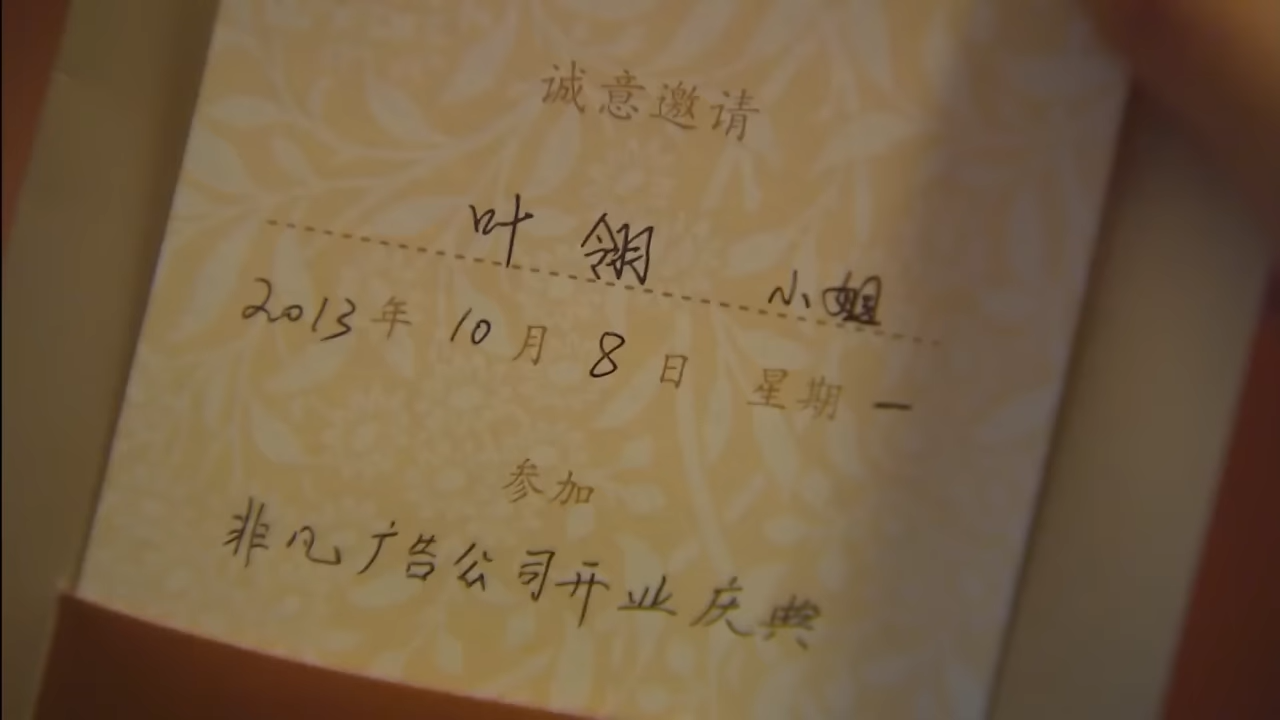 诚意邀请
叶翎 小姐
2013年10月8日 星期一
参加
非凡广告公司开业庆典